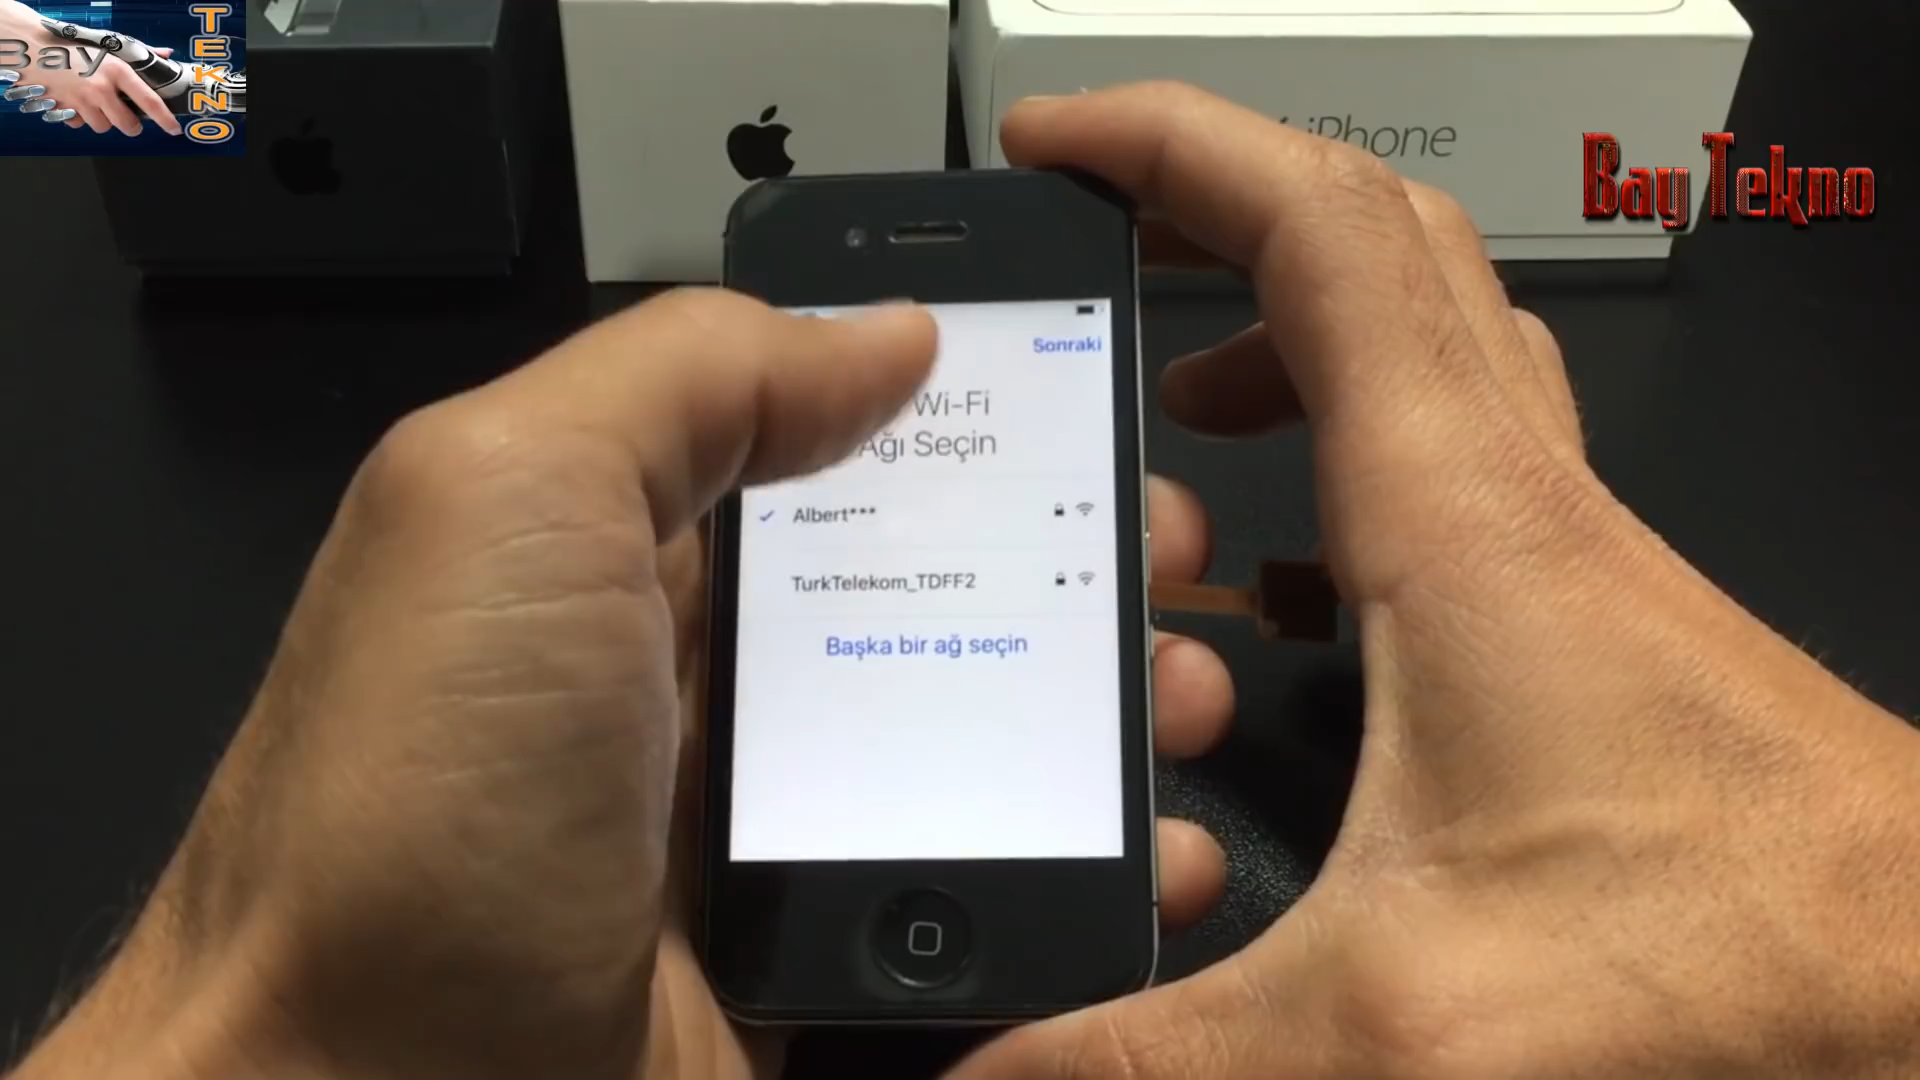 Bay
TEKNO
iPhone
Bay Tekno
Sonraki
Wi-Fi
Ağı Seçin
Albert***
TurkTelekom_TDFF2
Başka bir ağ seçin